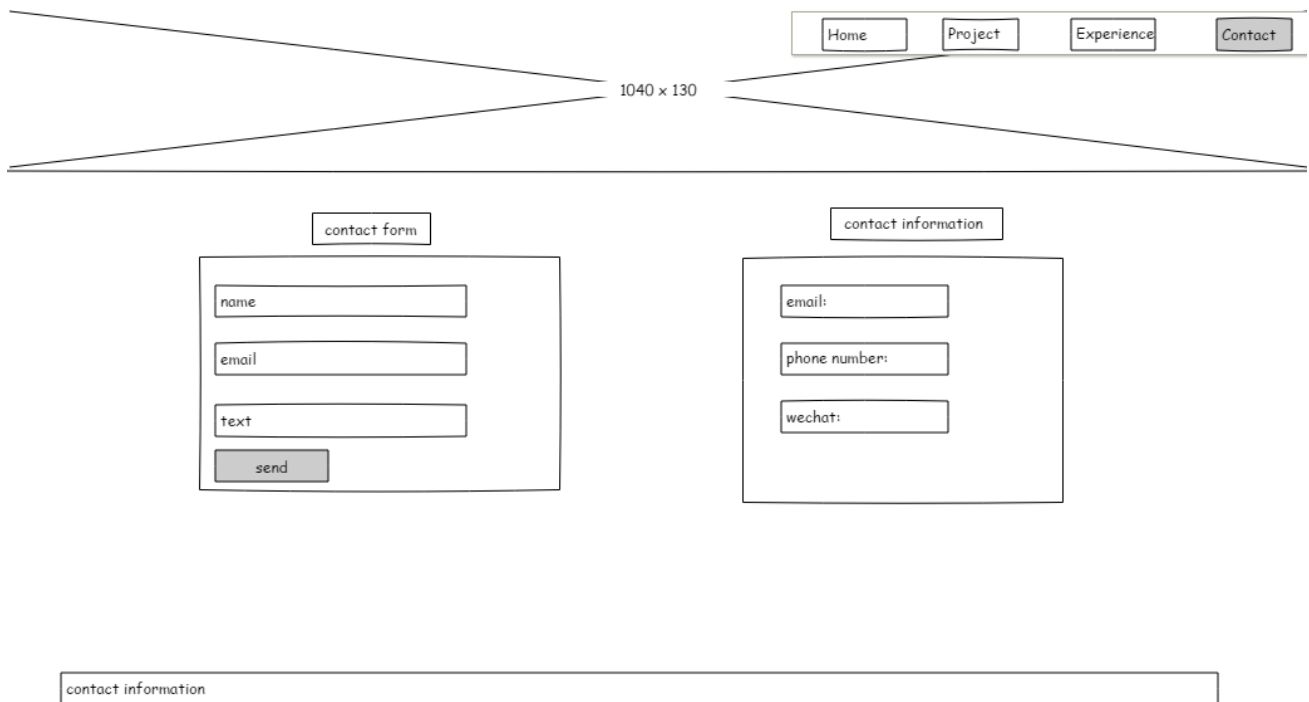 Home
Project
Experience
Contact
1040 x 130
contact form
name
email
text
send
contact information
email:
phone number:
wechat:
contact information